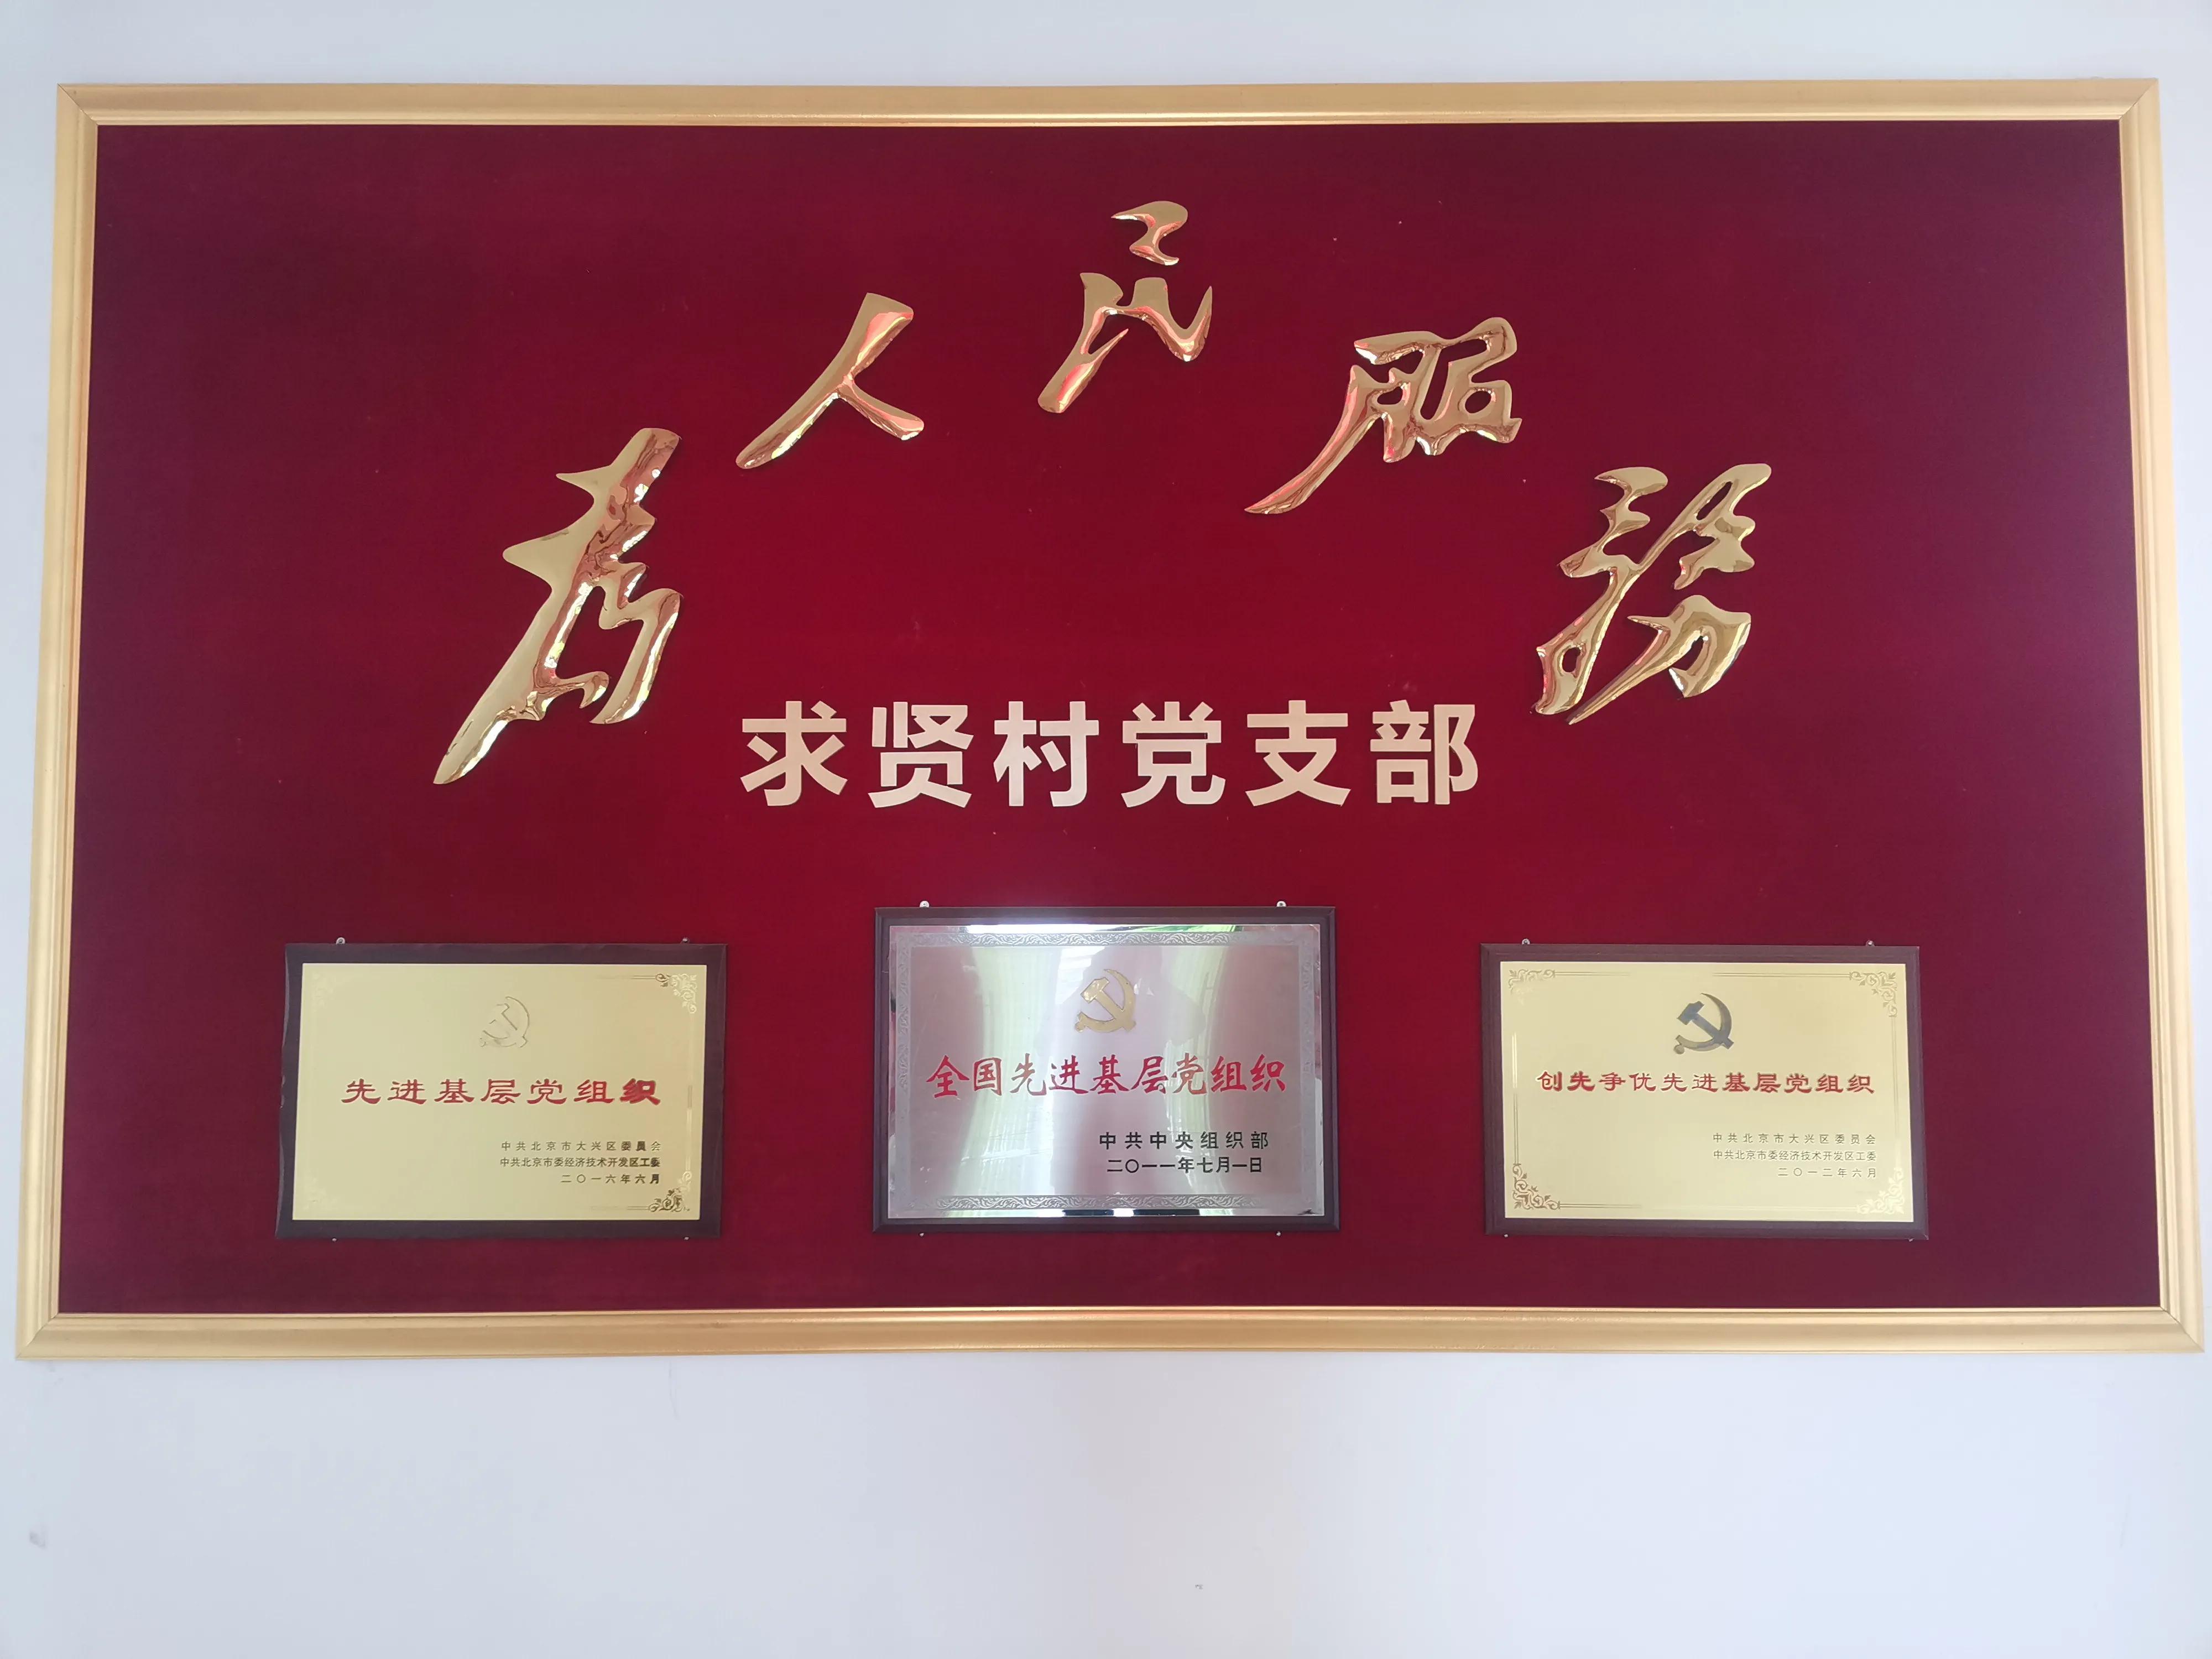 为人民服务
求贤村党支部
先进基层党组织
中共北京市大兴区委员会
中共北京市委经济技术开发区工委
二〇一六年六月
全国先进基层党组织
中共中央组织部
二〇一一年七月一日
创先争优先进基层党组织
中共北京市大兴区委员会
中共北京市委经济技术开发区工委
二〇一二年六月